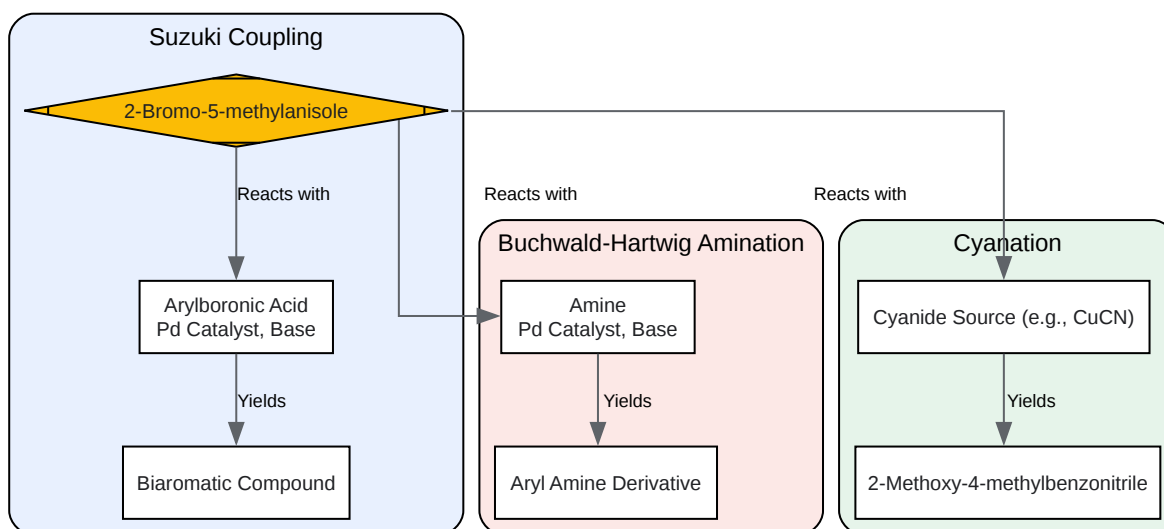 Suzuki Coupling
2-Bromo-5-methylanisole
Reacts with
Reacts with
Reacts with
Buchwald-Hartwig Amination
Cyanation
Arylboronic Acid
Pd Catalyst, Base
Amine
Pd Catalyst, Base
Cyanide Source (e.g., CuCN)
Yields
Yields
Yields
Biaromatic Compound
Aryl Amine Derivative
2-Methoxy-4-methylbenzonitrile